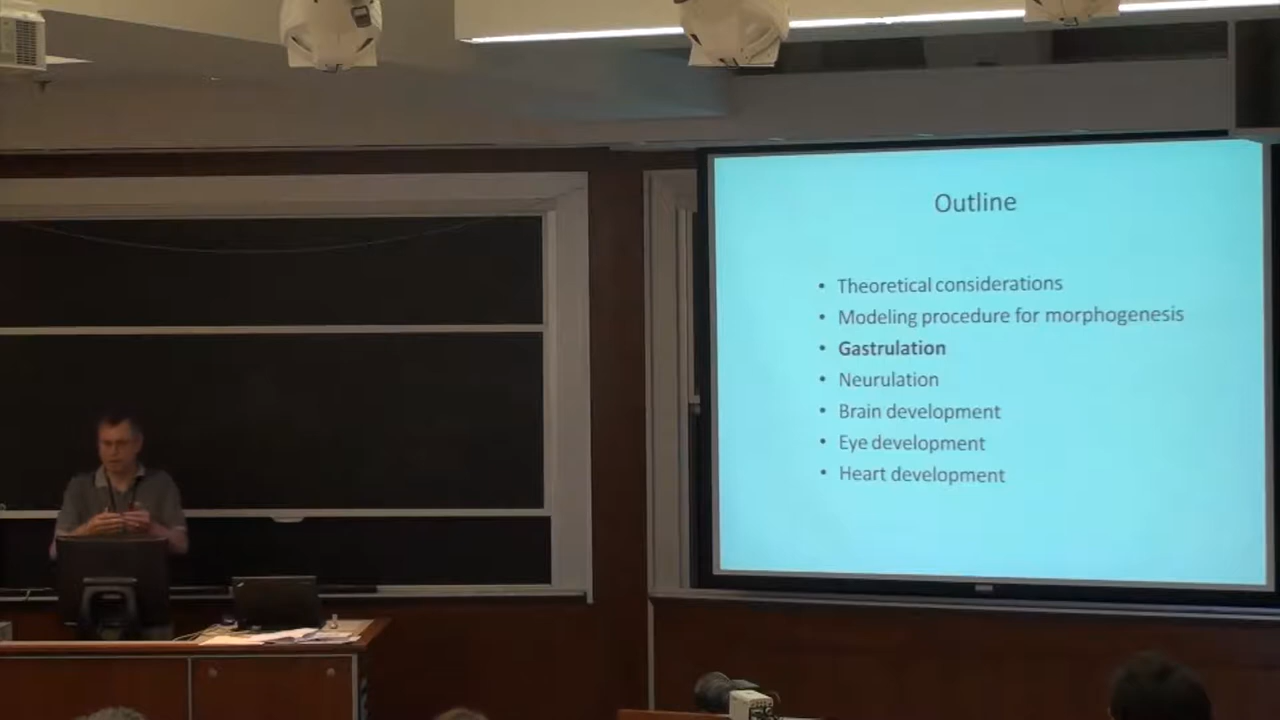 Outline
• Theoretical considerations
• Modeling procedure for morphogenesis
• Gastrulation
• Neurulation
• Brain development
• Eye development
• Heart development